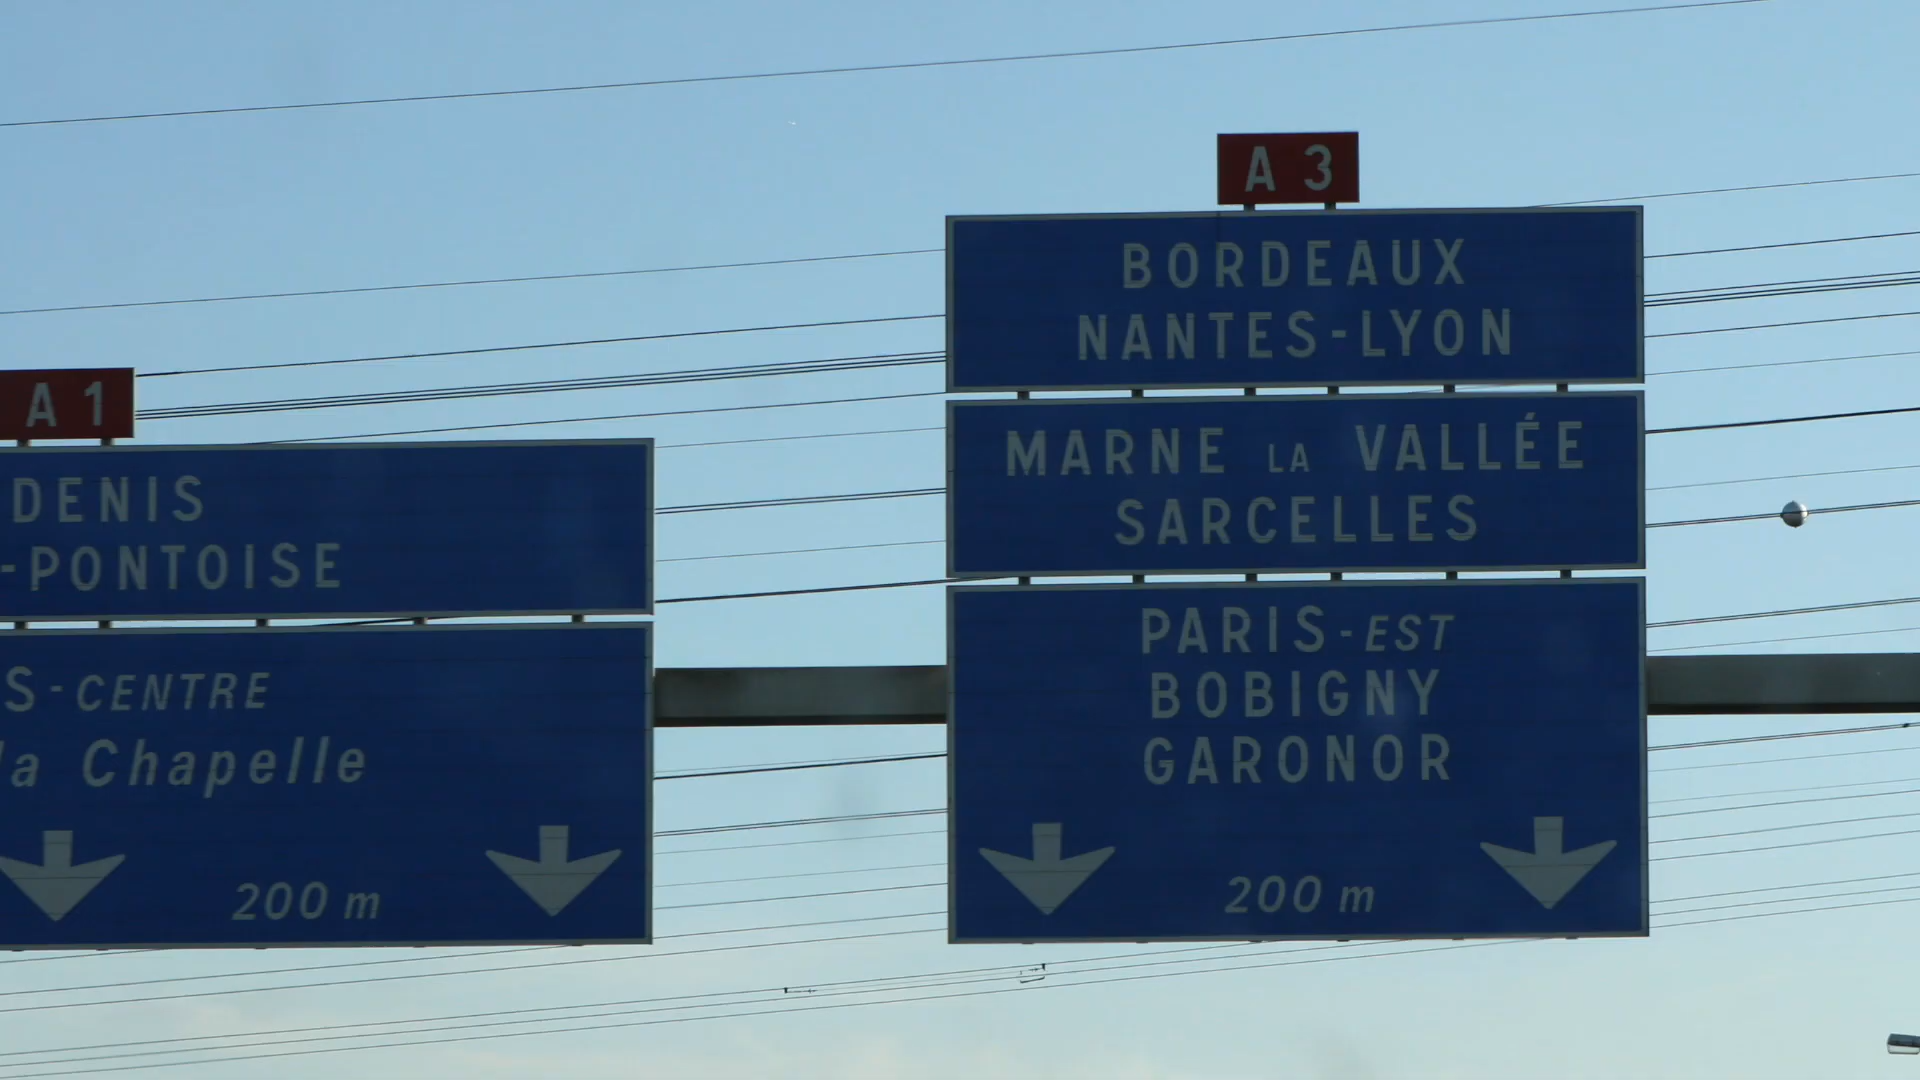 A 1
DENIS
-PONTOISE
S-CENTRE
la Chapelle
200 m
A 3
BORDEAUX
NANTES-LYON
MARNE LA VALLÉE
SARCELLES
PARIS-EST
BOBIGNY
GARONOR
200 m